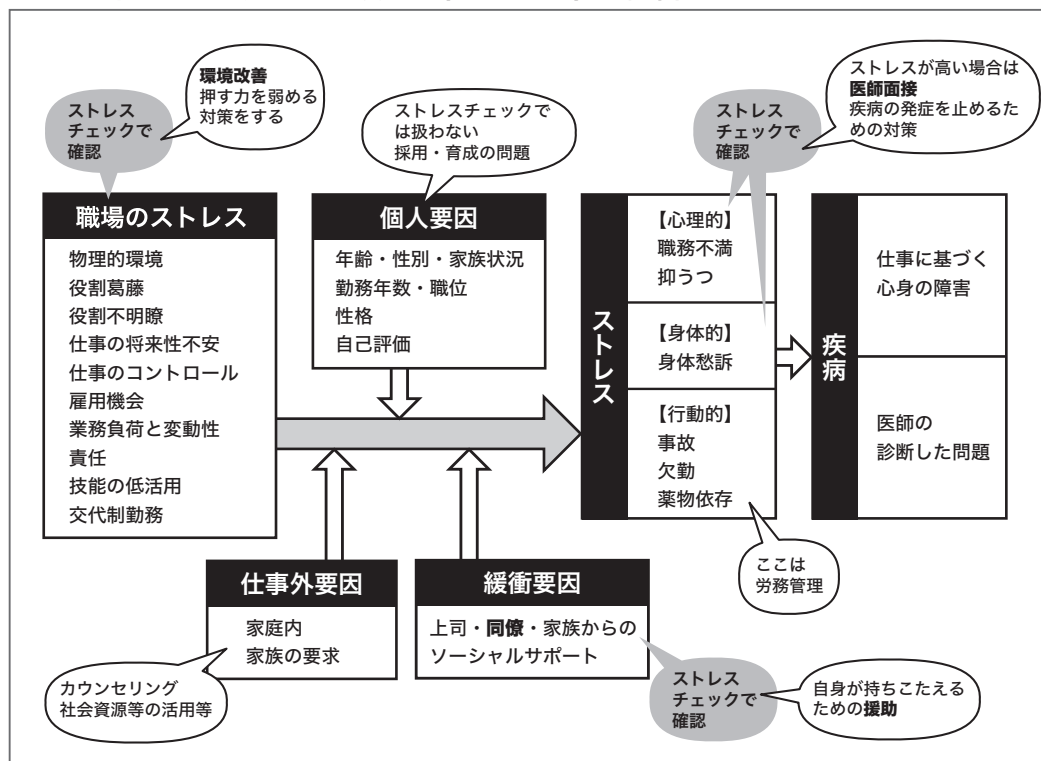 環境改善
押す力を弱める
対策をする
ストレス
チェックで
確認
ストレスチェックで
は扱わない
採用・育成の問題
ストレスが高い場合は
医師面接
疾病の発症を止めるた
めの対策
ストレス
チェックで
確認
職場のストレス
物理的環境
役割葛藤
役割不明瞭
仕事の将来性不安
仕事のコントロール
雇用機会
業務負荷と変動性
責任
技能の低活用
交代制勤務
個人要因
年齢・性別・家族状況
勤務年数・職位
性格
自己評価
ストレス
【心理的】
職務不満
抑うつ
【身体的】
身体愁訴
【行動的】
事故
欠勤
薬物依存
疾病
仕事に基づく
心身の障害
医師の
診断した問題
ここは
労務管理
仕事外要因
家庭内
家族の要求
カウンセリング
社会資源等の活用等
緩衝要因
上司・同僚・家族からの
ソーシャルサポート
ストレス
チェックで
確認
自身が持ちこたえる
ための援助